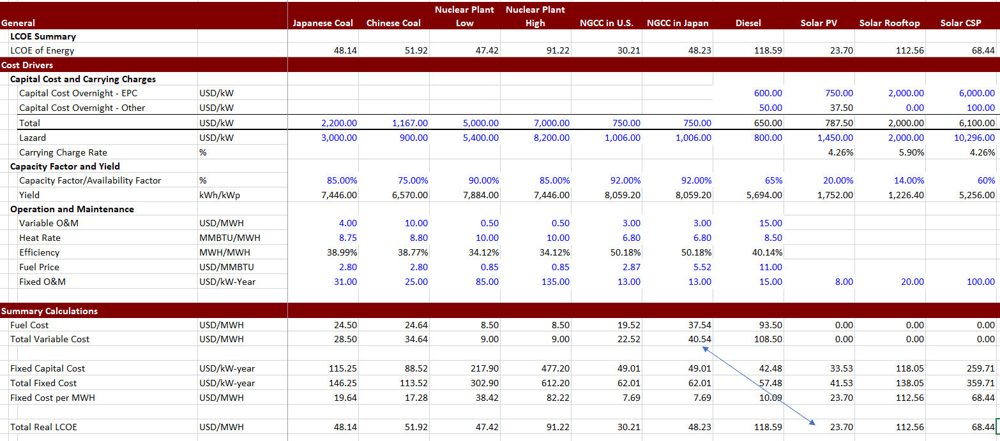 Nuclear Plant Nuclear Plant
General Japanese Coal Chinese Coal Low High NGCC in U.S. NGCC in Japan Diesel Solar PV Solar Rooftop Solar CSP
LCOE Summary
LCOE of Energy 48.14 51.92 47.42 91.22 30.21 48.23 118.59 23.70 112.56 68.44
Cost Drivers
Capital Cost and Carrying Charges
Capital Cost Overnight - EPC USD/kW 600.00 750.00 2,000.00 6,000.00
Capital Cost Overnight - Other USD/kW 50.00 37.50 0.00 100.00
Total USD/kW 2,200.00 1,167.00 5,000.00 7,000.00 750.00 750.00 650.00 787.50 2,000.00 6,100.00
Lazard USD/kW 3,000.00 900.00 5,400.00 8,200.00 1,006.00 1,006.00 800.00 1,450.00 2,000.00 10,296.00
Carrying Charge Rate % 4.26% 5.90% 4.26%
Capacity Factor and Yield
Capacity Factor/Availability Factor % 85.00% 75.00% 90.00% 85.00% 92.00% 92.00% 65% 20.00% 14.00% 60%
Yield kWh/kWp 7,446.00 6,570.00 7,884.00 7,446.00 8,059.20 8,059.20 5,694.00 1,752.00 1,226.40 5,256.00
Operation and Maintenance
Variable O&M USD/MWH 4.00 10.00 0.50 0.50 3.00 3.00 15.00
Heat Rate MMBTU/MWH 8.75 8.80 10.00 10.00 6.80 6.80 8.50
Efficiency MWH/MWH 38.99% 38.77% 34.12% 34.12% 50.18% 50.18% 40.14%
Fuel Price USD/MMBTU 2.80 2.80 0.85 0.85 2.87 5.52 11.00
Fixed O&M USD/kW-Year 31.00 25.00 85.00 135.00 13.00 13.00 15.00 8.00 20.00 100.00
Summary Calculations
Fuel Cost USD/MWH 24.50 24.64 8.50 8.50 19.52 37.54 93.50 0.00 0.00 0.00
Total Variable Cost USD/MWH 28.50 34.64 9.00 9.00 22.52 40.54 108.50 0.00 0.00 0.00
Fixed Capital Cost USD/kW-year 115.25 88.52 217.90 477.20 49.01 49.01 42.48 33.53 118.05 259.71
Total Fixed Cost USD/kW-year 146.25 113.52 302.90 612.20 62.01 62.01 57.48 41.53 138.05 359.71
Fixed Cost per MWH USD/MWH 19.64 17.28 38.42 82.22 7.69 7.69 10.09 23.70 112.56 68.44
Total Real LCOE USD/MWH 48.14 51.92 47.42 91.22 30.21 48.23 118.59 23.70 112.56 68.44